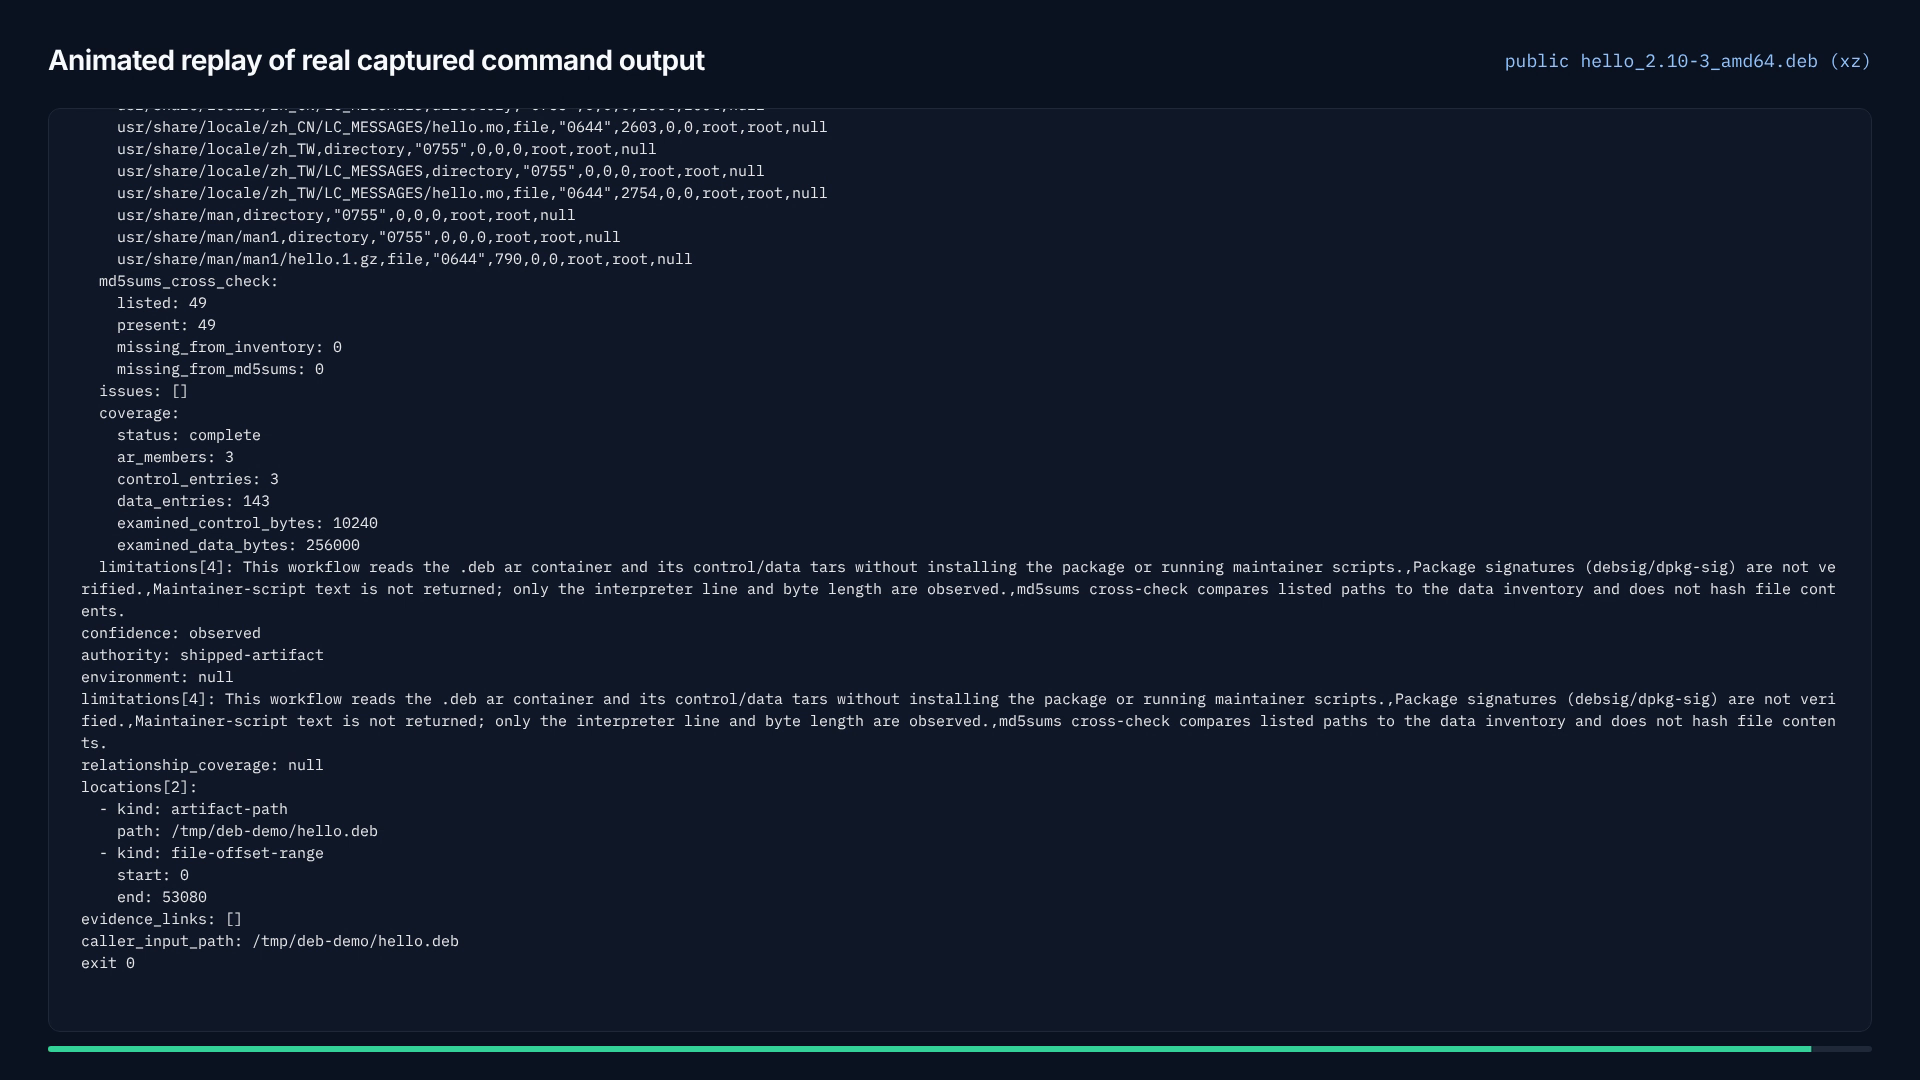 Animated replay of real captured command output
public hello_2.10-3_amd64.deb (xz)
usr/share/locale/zh_CN/LC_MESSAGES/hello.mo,file,"0644",2603,0,0,root,root,null
usr/share/locale/zh_TW,directory,"0755",0,0,0,root,root,null
usr/share/locale/zh_TW/LC_MESSAGES,directory,"0755",0,0,0,root,root,null
usr/share/locale/zh_TW/LC_MESSAGES/hello.mo,file,"0644",2754,0,0,root,root,null
usr/share/man,directory,"0755",0,0,0,root,root,null
usr/share/man/man1,directory,"0755",0,0,0,root,root,null
usr/share/man/man1/hello.1.gz,file,"0644",790,0,0,root,root,null
md5sums_cross_check:
listed: 49
present: 49
missing_from_inventory: 0
missing_from_md5sums: 0
issues: []
coverage:
status: complete
ar_members: 3
control_entries: 3
data_entries: 143
examined_control_bytes: 10240
examined_data_bytes: 256000
limitations[4]: This workflow reads the .deb ar container and its control/data tars without installing the package or running maintainer scripts.,Package signatures (debsig/dpkg-sig) are not ve
rified.,Maintainer-script text is not returned; only the interpreter line and byte length are observed.,md5sums cross-check compares listed paths to the data inventory and does not hash file cont
ents.
confidence: observed
authority: shipped-artifact
environment: null
limitations[4]: This workflow reads the .deb ar container and its control/data tars without installing the package or running maintainer scripts.,Package signatures (debsig/dpkg-sig) are not veri
fied.,Maintainer-script text is not returned; only the interpreter line and byte length are observed.,md5sums cross-check compares listed paths to the data inventory and does not hash file conten
ts.
relationship_coverage: null
locations[2]:
- kind: artifact-path
path: /tmp/deb-demo/hello.deb
- kind: file-offset-range
start: 0
end: 53080
evidence_links: []
caller_input_path: /tmp/deb-demo/hello.deb
exit 0